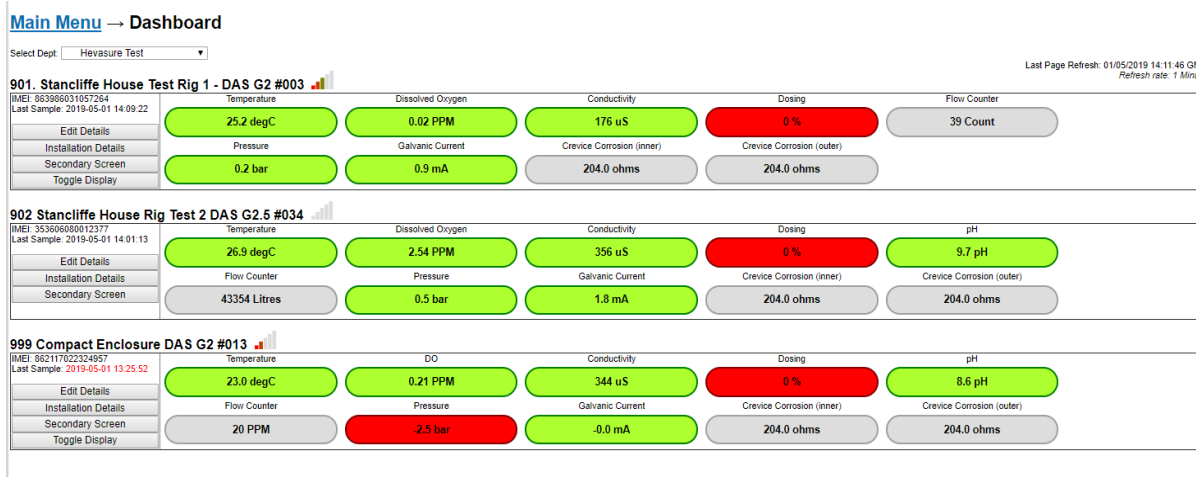 Main Menu → Dashboard
Select Dept: Hevasure Test
Last Page Refresh: 01/05/2019 14:11:46 GM
Refresh rate: 1 Minu
901. Stancliffe House Test Rig 1 - DAS G2 #003
IMEI: 863986031057264
Last Sample: 2019-05-01 14:09:22
Edit Details
Installation Details
Secondary Screen
Toggle Display
Temperature Dissolved Oxygen Conductivity Dosing Flow Counter
25.2 degC 0.02 PPM 176 uS 0 % 39 Count
Pressure Galvanic Current Crevice Corrosion (inner) Crevice Corrosion (outer)
0.2 bar 0.9 mA 204.0 ohms 204.0 ohms
902 Stancliffe House Rig Test 2 DAS G2.5 #034
IMEI: 353606080012377
Last Sample: 2019-05-01 14:01:13
Edit Details
Installation Details
Secondary Screen
Temperature Dissolved Oxygen Conductivity Dosing pH
26.9 degC 2.54 PPM 356 uS 0 % 9.7 pH
Flow Counter Pressure Galvanic Current Crevice Corrosion (inner) Crevice Corrosion (outer)
43354 Litres 0.5 bar 1.8 mA 204.0 ohms 204.0 ohms
999 Compact Enclosure DAS G2 #013
IMEI: 862117022324957
Last Sample: 2019-05-01 13:25:52
Edit Details
Installation Details
Secondary Screen
Toggle Display
Temperature DO Conductivity Dosing pH
23.0 degC 0.21 PPM 344 uS 0 % 8.6 pH
Flow Counter Pressure Galvanic Current Crevice Corrosion (inner) Crevice Corrosion (outer)
20 PPM -2.5 bar -0.0 mA 204.0 ohms 204.0 ohms